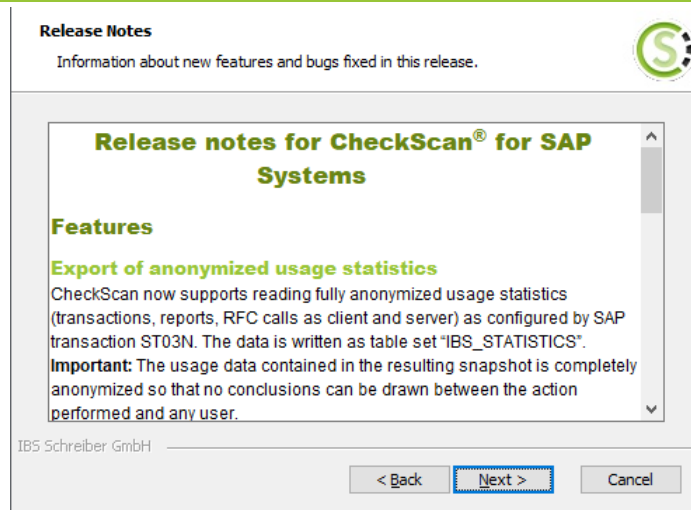 Release Notes
Information about new features and bugs fixed in this release.
S
Release notes for CheckScan® for SAP
Systems
Features
Export of anonymized usage statistics
CheckScan now supports reading fully anonymized usage statistics
(transactions, reports, RFC calls as client and server) as configured by SAP
transaction ST03N. The data is written as table set “IBS_STATISTICS”.
Important: The usage data contained in the resulting snapshot is completely
anonymized so that no conclusions can be drawn between the action
performed and any user.
IBS Schreiber GmbH
< Back
Next >
Cancel